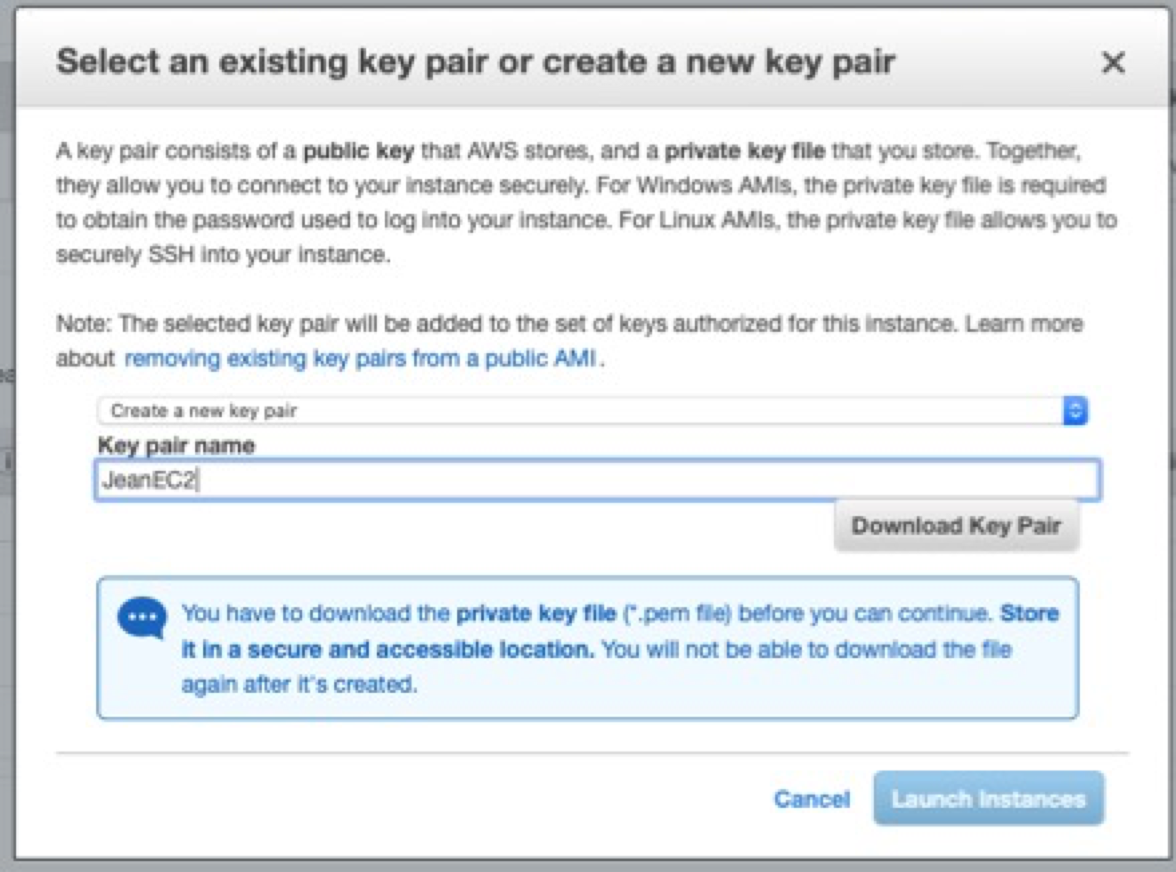 Select an existing key pair or create a new key pair
A key pair consists of a public key that AWS stores, and a private key file that you store. Together,
they allow you to connect to your instance securely. For Windows AMIs, the private key file is required
to obtain the password used to log into your instance. For Linux AMIs, the private key file allows you to
securely SSH into your instance.
Note: The selected key pair will be added to the set of keys authorized for this instance. Learn more
about removing existing key pairs from a public AMI.
Create a new key pair
Key pair name
JeanEC2
Download Key Pair
You have to download the private key file (*.pem file) before you can continue. Store
it in a secure and accessible location. You will not be able to download the file
again after it's created.
Cancel
Launch Instances